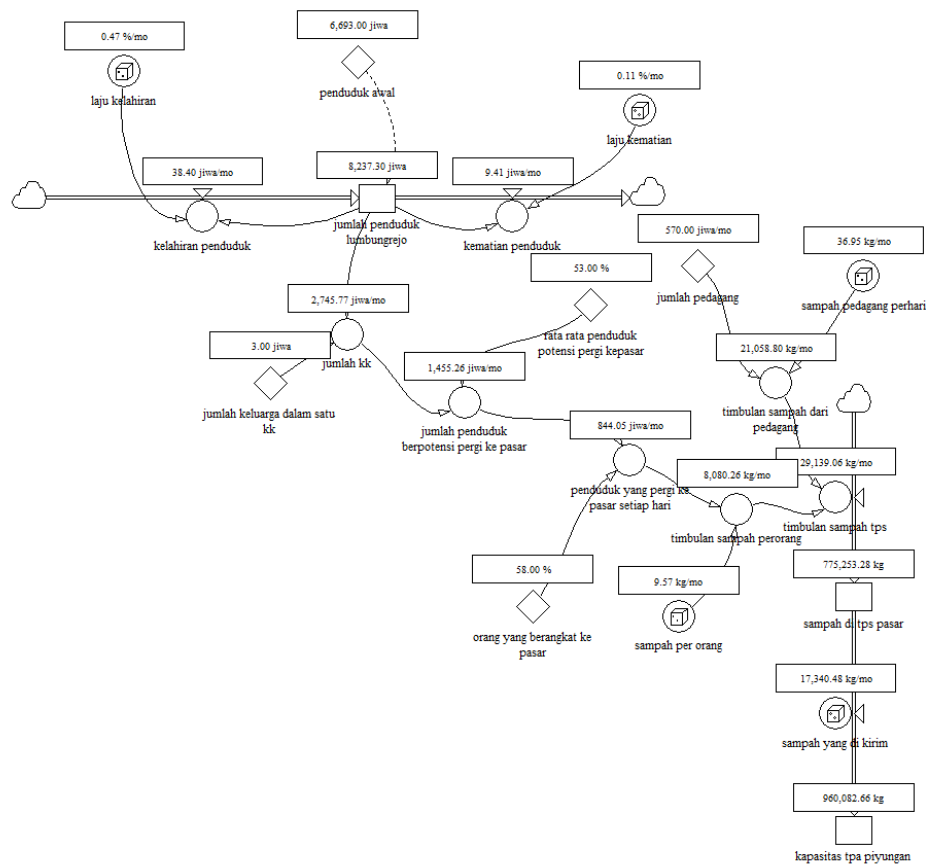 6,693.00 jiwa
0.47 %/mo
penduduk awal
laju kelahiran
0.11 %/mo
laju kematian
38.40 jiwa/mo
8,237.30 jiwa
9.41 jiwa/mo
kelahiran penduduk
jumlah penduduk
lumbungrejo
kematian penduduk
570.00 jiwa/mo
36.95 kg/mo
53.00 %
jumlah pedagang
sampah pedagang perhari
2,745.77 jiwa/mo
3.00 jiwa
jumlah kk
rata rata penduduk
potensi pergi kepasar
21,058.80 kg/mo
1,455.26 jiwa/mo
jumlah keluarga dalam satu
kk
timbulan sampah dari
pedagang
jumlah penduduk
berpotensi pergi ke pasar
844.05 jiwa/mo
29,139.06 kg/mo
8,080.26 kg/mo
penduduk yang pergi ke
pasar setiap hari
timbulan sampah perorang
timbulan sampah tps
58.00 %
9.57 kg/mo
775,253.28 kg
orang yang berangkat ke
pasar
sampah per orang
sampah di tps pasar
17,340.48 kg/mo
sampah yang di kirim
960,082.66 kg
kapasitas tpa piyungan